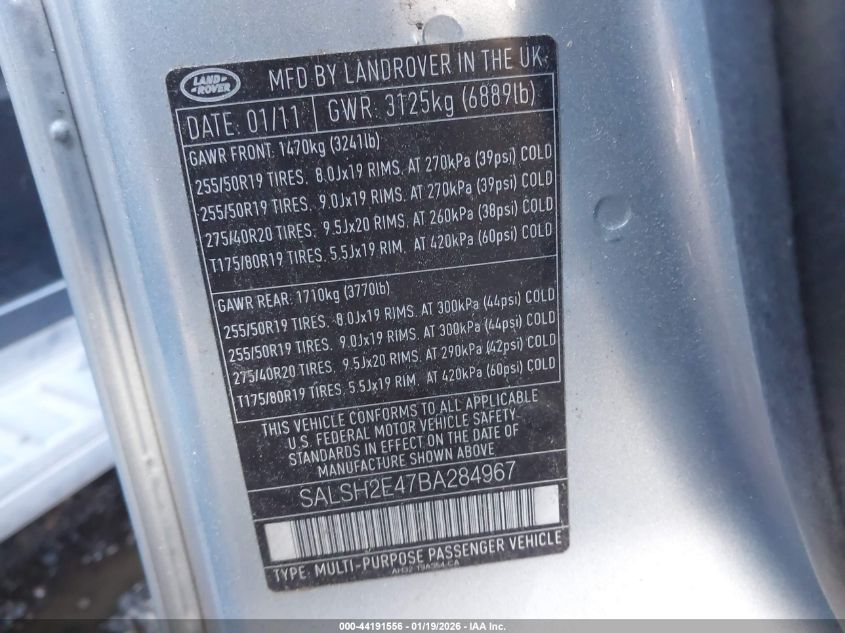 LAND ROVER
MFD BY LANDROVER IN THE UK.
DATE: 01/11 GWR: 3125kg (6889lb)
GAWR FRONT: 1470kg (3241lb)
255/50R19 TIRES. 8.0Jx19 RIMS. AT 270kPa (39psi) COLD
255/50R19 TIRES. 9.0Jx19 RIMS. AT 270kPa (39psi) COLD
275/40R20 TIRES. 9.5Jx20 RIMS. AT 260kPa (38psi) COLD
T175/80R19 TIRES. 5.5Jx19 RIM. AT 420kPa (60psi) COLD
GAWR REAR: 1710kg (3770lb)
255/50R19 TIRES. 8.0Jx19 RIMS. AT 300kPa (44psi) COLD
255/50R19 TIRES. 9.0Jx19 RIMS. AT 300kPa (44psi) COLD
275/40R20 TIRES. 9.5Jx20 RIMS. AT 290kPa (42psi) COLD
T175/80R19 TIRES. 5.5Jx19 RIM. AT 420kPa (60psi) COLD
THIS VEHICLE CONFORMS TO ALL APPLICABLE
U.S. FEDERAL MOTOR VEHICLE SAFETY
STANDARDS IN EFFECT ON THE DATE OF
MANUFACTURE SHOWN ABOVE
SALSH2E47BA284967
TYPE: MULTI-PURPOSE PASSENGER VEHICLE
000-44191556 - 01/19/2026 - IAA Inc.